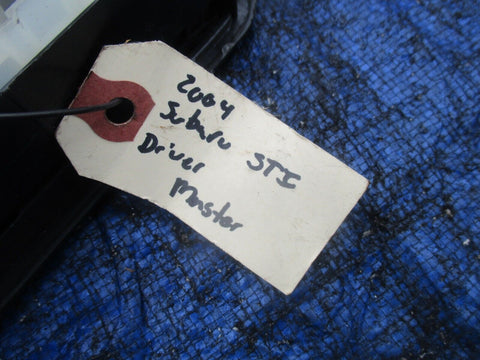 2004
Subaru STI
Driver
Master